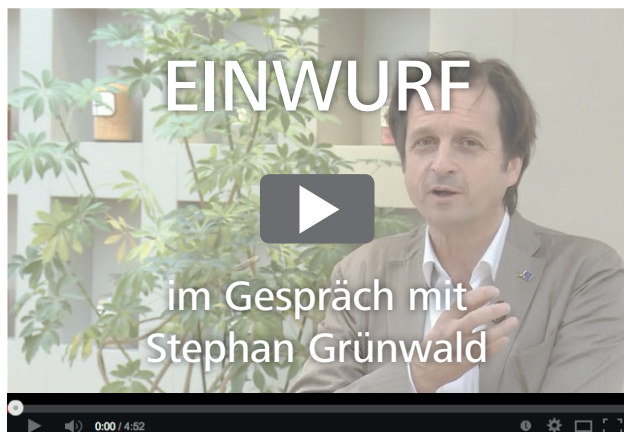 EINWURF
im Gespräch mit
Stephan Grünwald
0:00 / 4:52